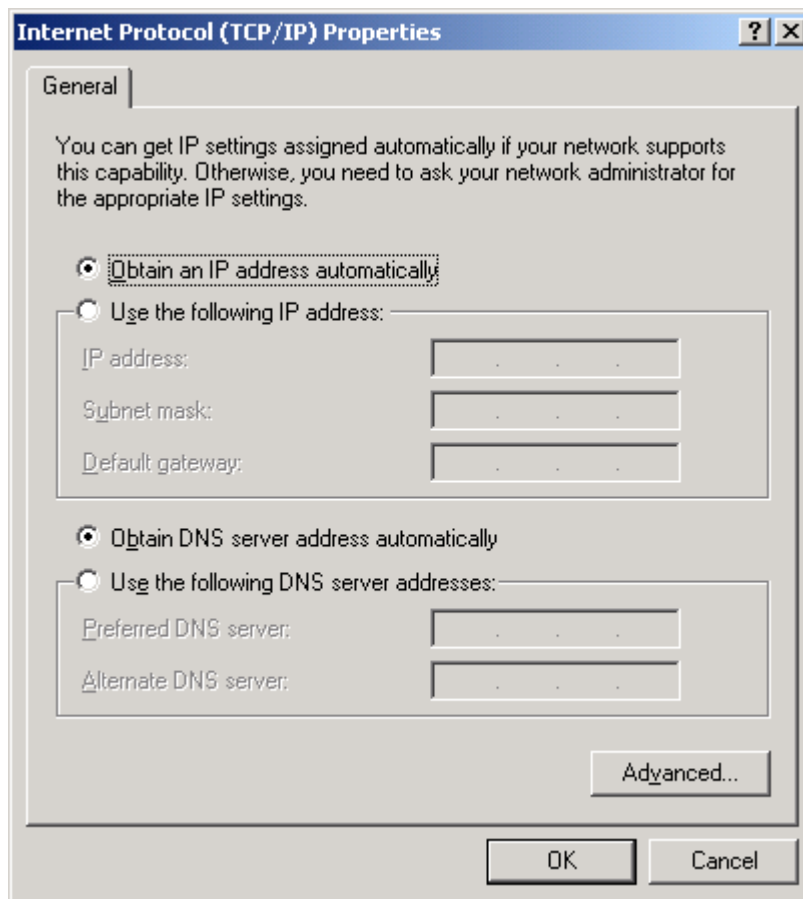 Internet Protocol (TCP/IP) Properties
General
You can get IP settings assigned automatically if your network supports
this capability. Otherwise, you need to ask your network administrator for
the appropriate IP settings.
Obtain an IP address automatically
Use the following IP address:
IP address:
Subnet mask:
Default gateway:
Obtain DNS server address automatically
Use the following DNS server addresses:
Preferred DNS server:
Alternate DNS server:
Advanced...
OK Cancel